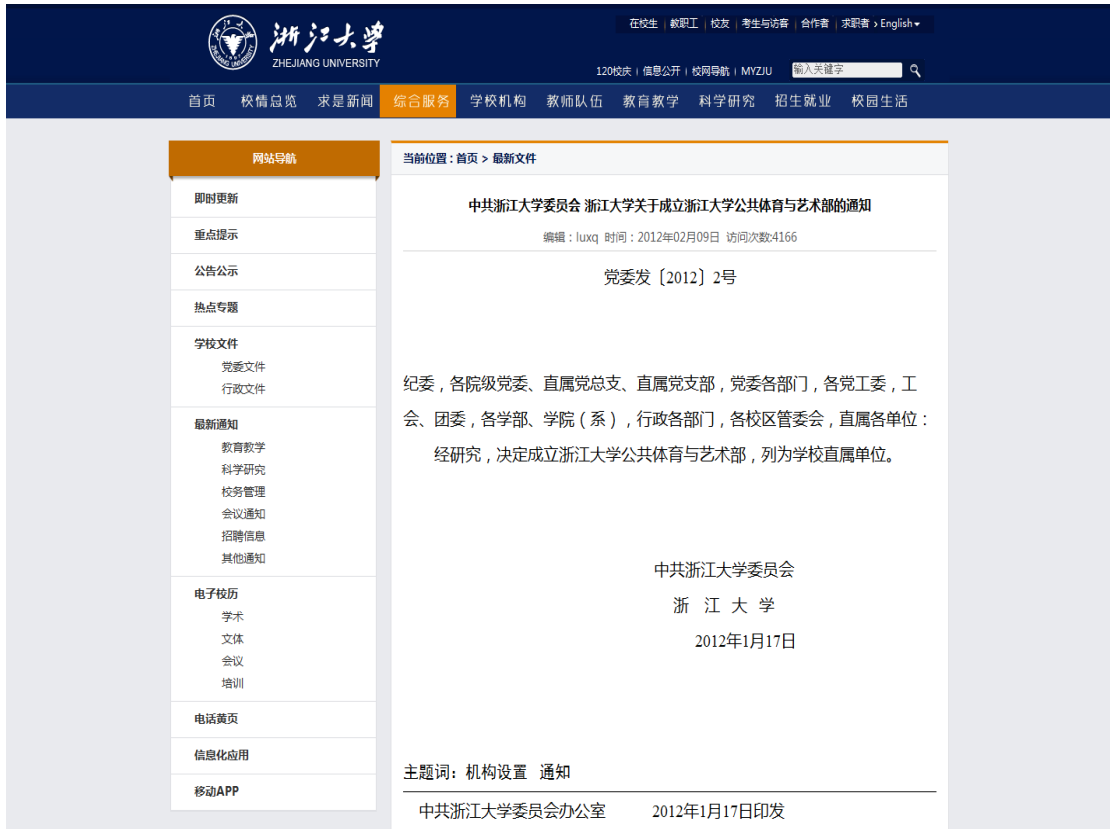 浙江大学
ZHEJIANG UNIVERSITY
在校生 | 教职工 | 校友 | 考生与访客 | 合作者 | 求职者 › English
120校庆 | 信息公开 | 校网导航 | MYZJU 输入关键字
首页 校情总览 求是新闻 综合服务 学校机构 教师队伍 教育教学 科学研究 招生就业 校园生活
网站导航
即时更新
重点提示
公告公示
热点专题
学校文件
党委文件
行政文件
最新通知
教育教学
科学研究
校务管理
会议通知
招聘信息
其他通知
电子校历
学术
文体
会议
培训
电话黄页
信息化应用
移动APP
当前位置：首页 > 最新文件
中共浙江大学委员会 浙江大学关于成立浙江大学公共体育与艺术部的通知
编辑：luxq 时间：2012年02月09日 访问次数:4166
党委发〔2012〕2号
纪委，各院级党委、直属党总支、直属党支部，党委各部门，各党工委，工
会、团委，各学部、学院（系），行政各部门，各校区管委会，直属各单位：
经研究，决定成立浙江大学公共体育与艺术部，列为学校直属单位。
中共浙江大学委员会
浙 江 大 学
2012年1月17日
主题词：机构设置 通知
中共浙江大学委员会办公室 2012年1月17日印发